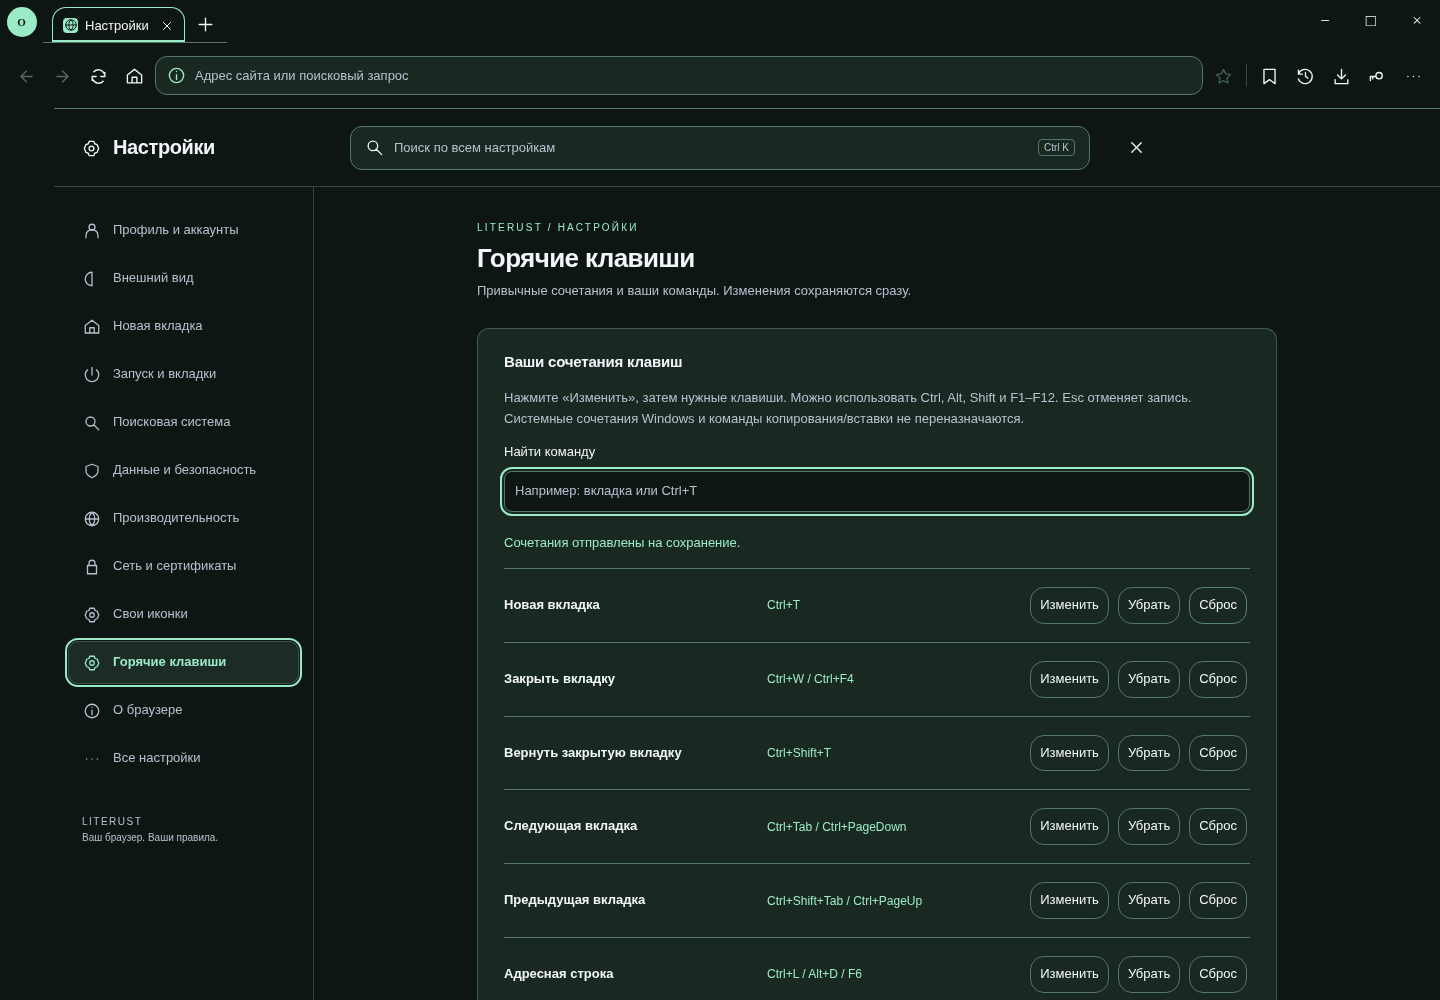 O
Настройки
Адрес сайта или поисковый запрос
Настройки
Поиск по всем настройкам
Ctrl K
Профиль и аккаунты
Внешний вид
Новая вкладка
Запуск и вкладки
Поисковая система
Данные и безопасность
Производительность
Сеть и сертификаты
Свои иконки
Горячие клавиши
О браузере
Все настройки
LITERUST
Ваш браузер. Ваши правила.
LITERUST / НАСТРОЙКИ
Горячие клавиши
Привычные сочетания и ваши команды. Изменения сохраняются сразу.
Ваши сочетания клавиш
Нажмите «Изменить», затем нужные клавиши. Можно использовать Ctrl, Alt, Shift и F1–F12. Esc отменяет запись.
Системные сочетания Windows и команды копирования/вставки не переназначаются.
Найти команду
Например: вкладка или Ctrl+T
Сочетания отправлены на сохранение.
Новая вкладка Ctrl+T Изменить Убрать Сброс
Закрыть вкладку Ctrl+W / Ctrl+F4 Изменить Убрать Сброс
Вернуть закрытую вкладку Ctrl+Shift+T Изменить Убрать Сброс
Следующая вкладка Ctrl+Tab / Ctrl+PageDown Изменить Убрать Сброс
Предыдущая вкладка Ctrl+Shift+Tab / Ctrl+PageUp Изменить Убрать Сброс
Адресная строка Ctrl+L / Alt+D / F6 Изменить Убрать Сброс